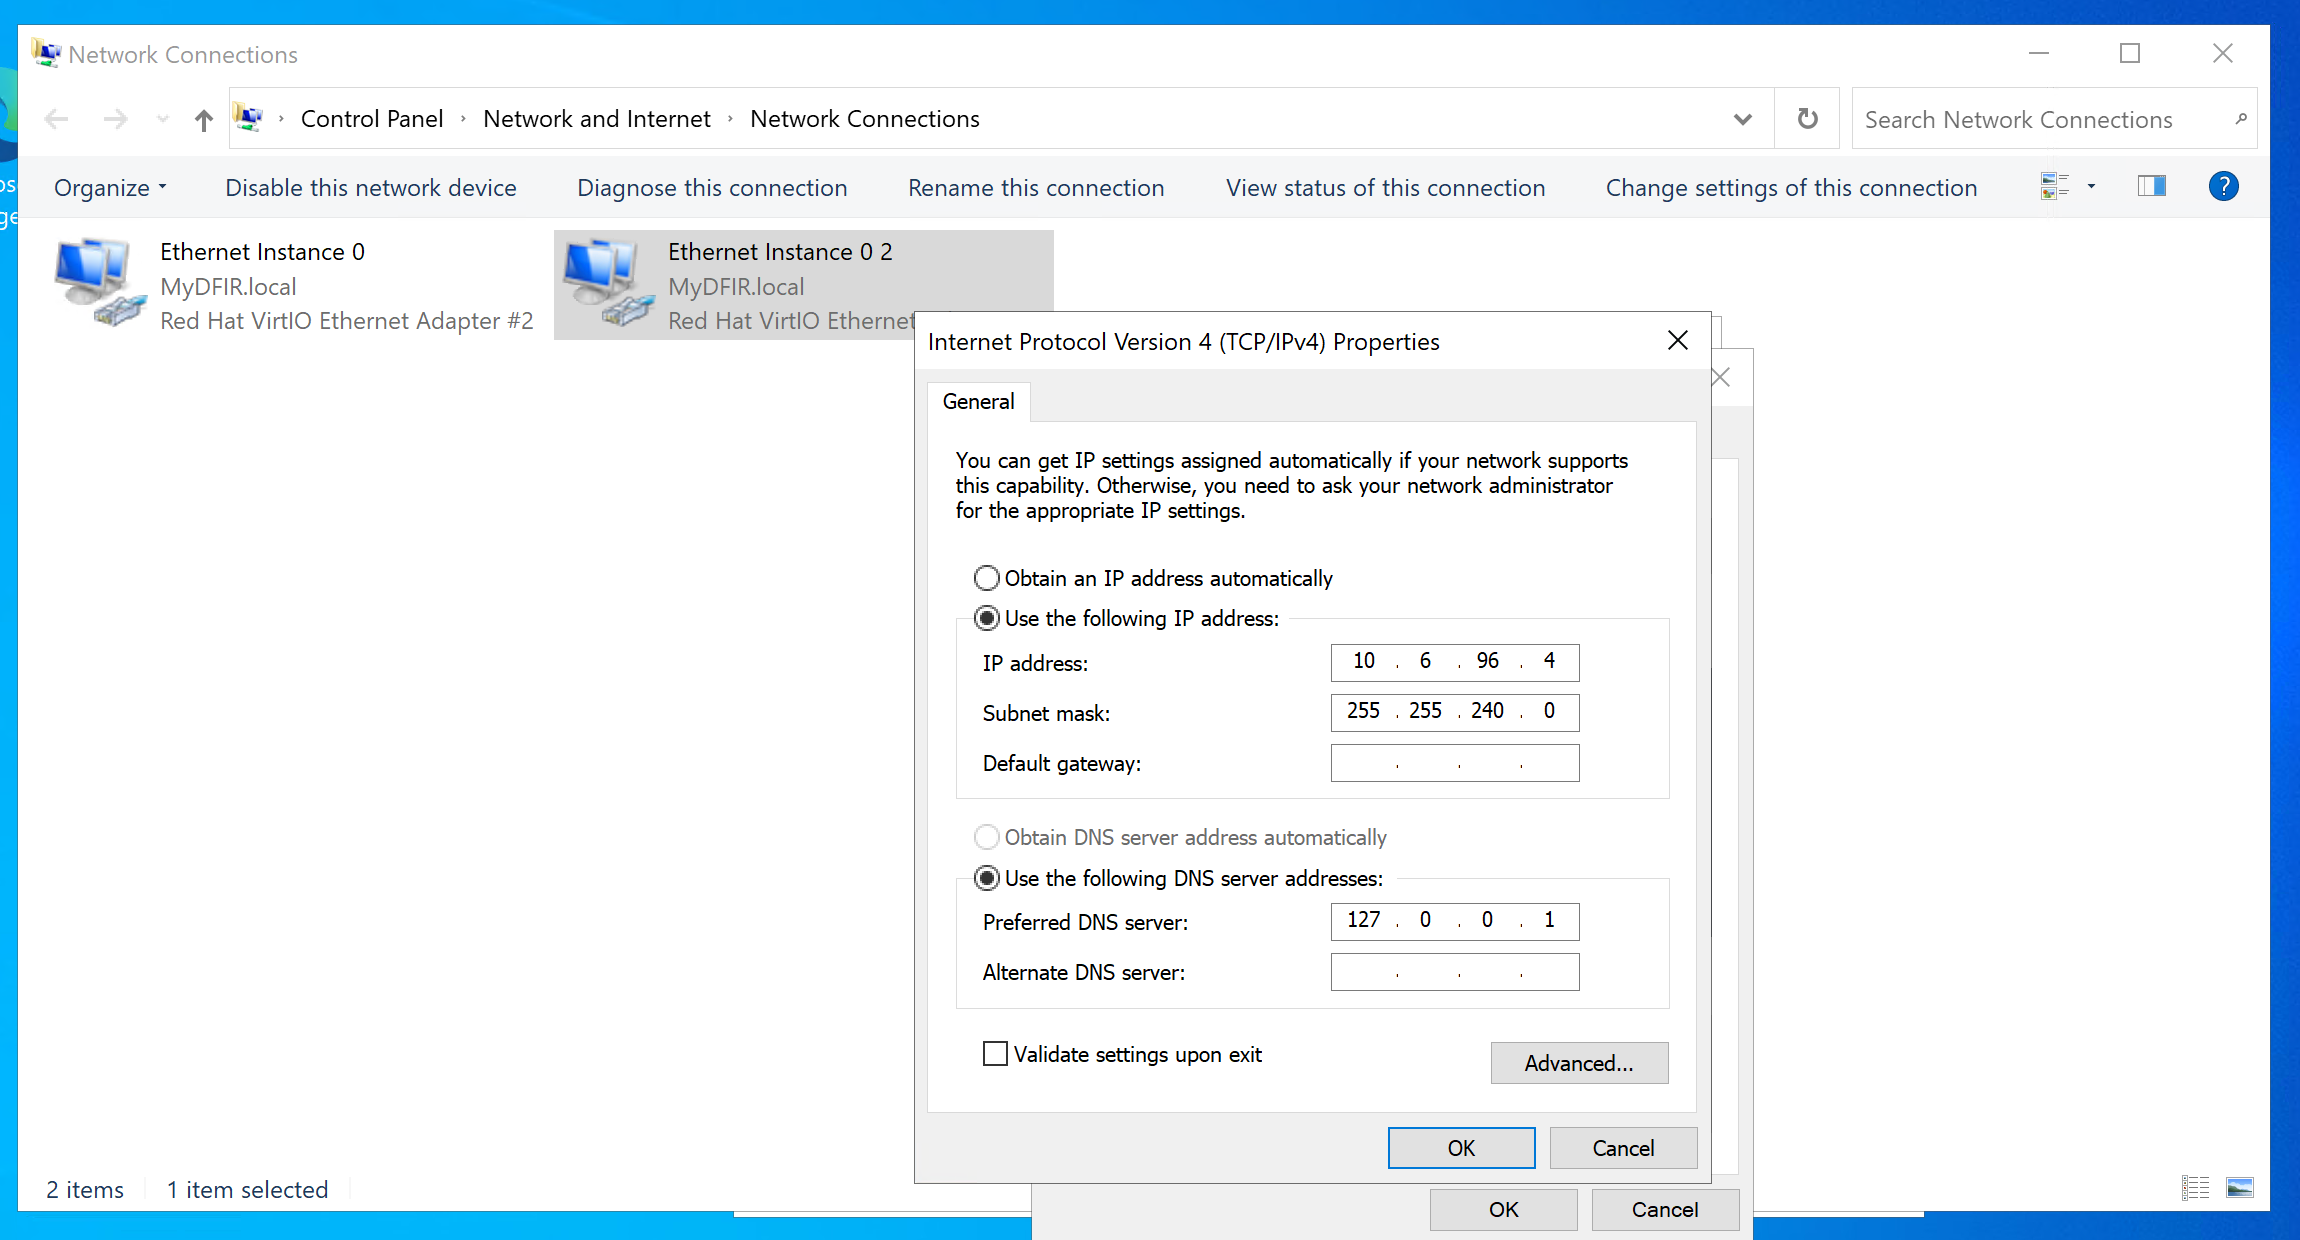 Network Connections
Control Panel › Network and Internet › Network Connections
Search Network Connections
Organize
Disable this network device
Diagnose this connection
Rename this connection
View status of this connection
Change settings of this connection
Ethernet Instance 0
MyDFIR.local
Red Hat VirtIO Ethernet Adapter #2
Ethernet Instance 0 2
MyDFIR.local
Red Hat VirtIO Ethernet
Internet Protocol Version 4 (TCP/IPv4) Properties
General
You can get IP settings assigned automatically if your network supports
this capability. Otherwise, you need to ask your network administrator
for the appropriate IP settings.
Obtain an IP address automatically
Use the following IP address:
IP address: 10 . 6 . 96 . 4
Subnet mask: 255 . 255 . 240 . 0
Default gateway: . . .
Obtain DNS server address automatically
Use the following DNS server addresses:
Preferred DNS server: 127 . 0 . 0 . 1
Alternate DNS server: . . .
Validate settings upon exit
Advanced...
OK
Cancel
OK
Cancel
2 items
1 item selected